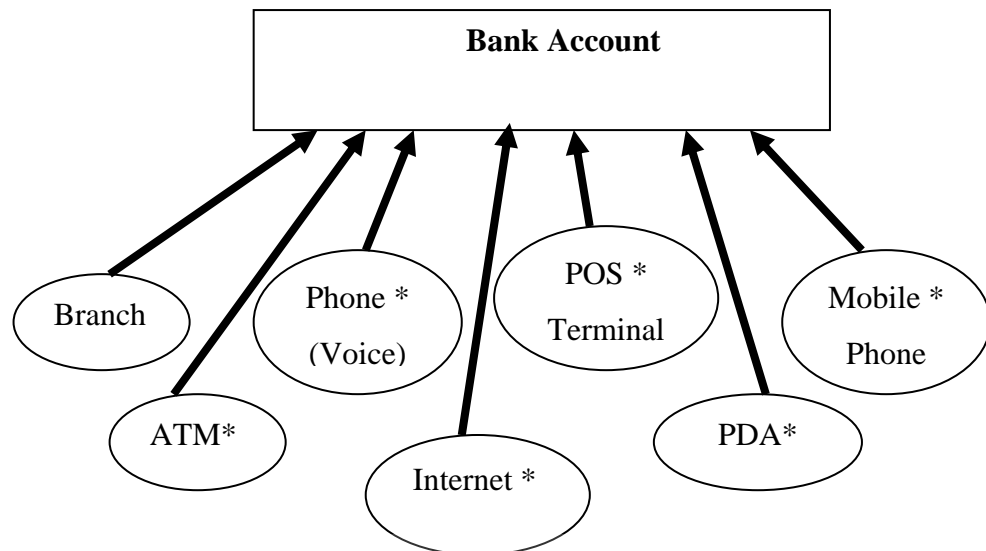 Bank Account
Branch
Phone *
(Voice)
POS *
Terminal
Mobile *
Phone
ATM*
Internet *
PDA*